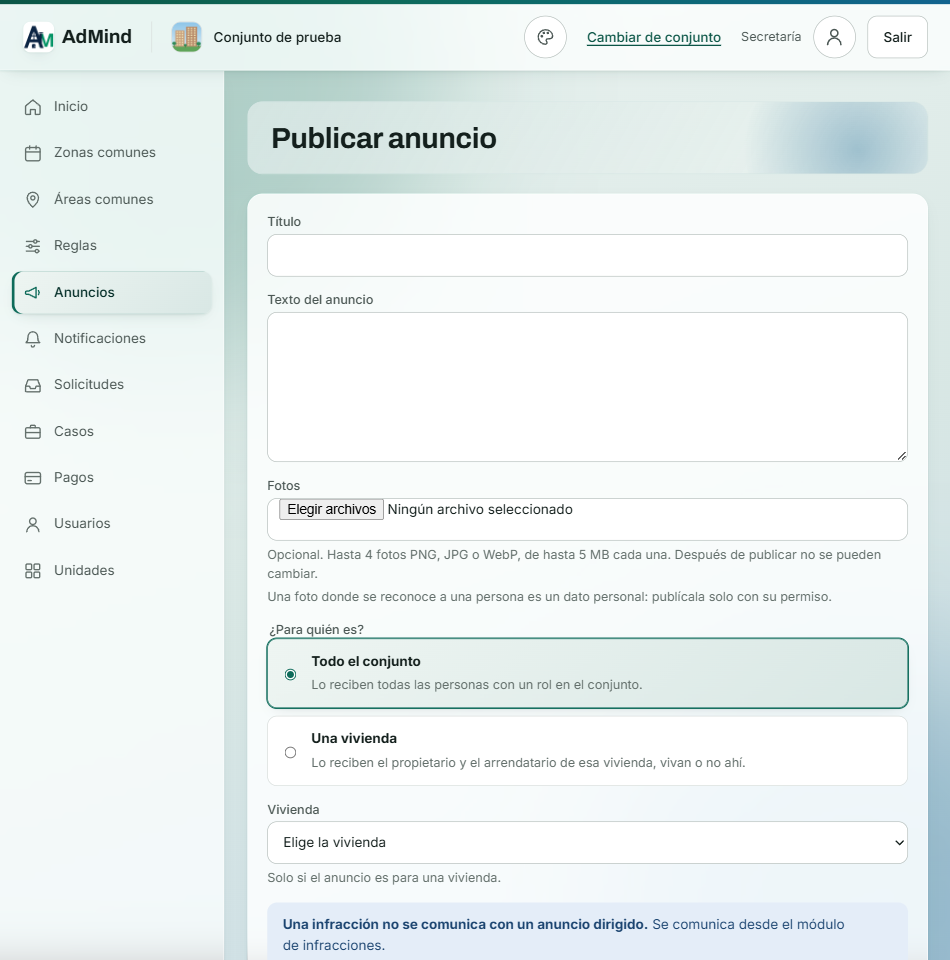 AM AdMind
Conjunto de prueba
Cambiar de conjunto
Secretaría
Salir
Inicio
Zonas comunes
Áreas comunes
Reglas
Anuncios
Notificaciones
Solicitudes
Casos
Pagos
Usuarios
Unidades
Publicar anuncio
Título
Texto del anuncio
Fotos
Elegir archivos Ningún archivo seleccionado
Opcional. Hasta 4 fotos PNG, JPG o WebP, de hasta 5 MB cada una. Después de publicar no se pueden
cambiar.
Una foto donde se reconoce a una persona es un dato personal: publícala solo con su permiso.
¿Para quién es?
Todo el conjunto
Lo reciben todas las personas con un rol en el conjunto.
Una vivienda
Lo reciben el propietario y el arrendatario de esa vivienda, vivan o no ahí.
Vivienda
Elige la vivienda
Solo si el anuncio es para una vivienda.
Una infracción no se comunica con un anuncio dirigido. Se comunica desde el módulo
de infracciones.